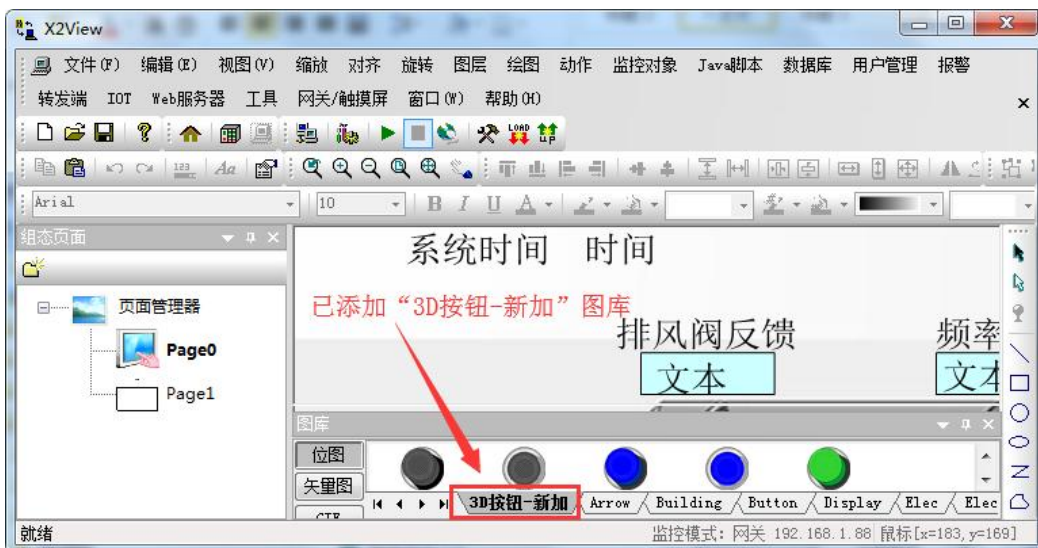 X2View
文件(F) 编辑(E) 视图(V) 缩放 对齐 旋转 图层 绘图 动作 监控对象 Java脚本 数据库 用户管理 报警
转发端 IOT Web服务器 工具 网关/触摸屏 窗口(W) 帮助(H)
LOAD UP
123 Aa
Arial 10 B I U A
组态页面
系统时间 时间
已添加“3D按钮-新加”图库
页面管理器
排风阀反馈 频率
Page0
文本 文本
Page1
图库
位图
矢量图
3D按钮-新加 Arrow Building Button Display Elec Elec
就绪 监控模式: 网关 192.168.1.88 鼠标[x=183,y=169]